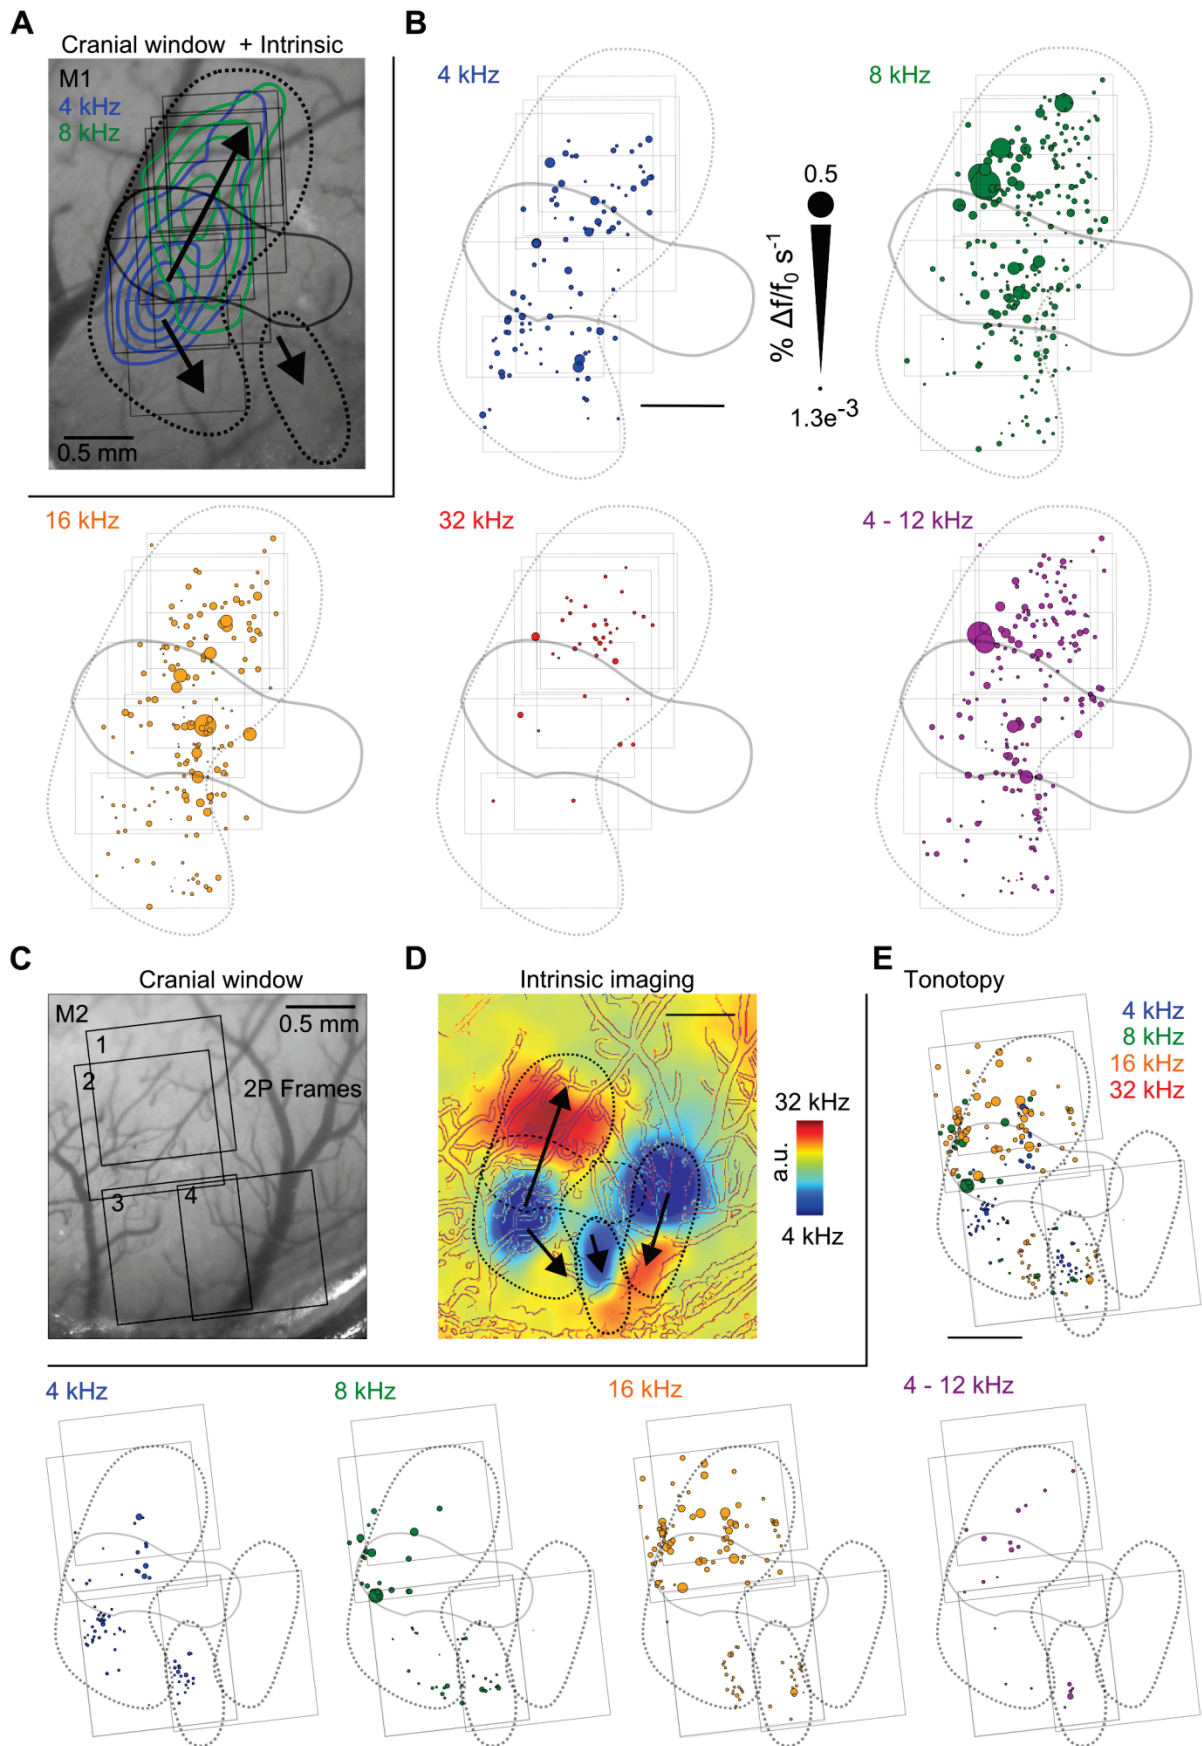 A
Cranial window + Intrinsic
M1
4 kHz
8 kHz
0.5 mm
B
4 kHz
8 kHz
0.5
% Δf/f₀ s⁻¹
1.3e⁻³
16 kHz
32 kHz
4 - 12 kHz
C
Cranial window
M2
0.5 mm
1
2
2P Frames
3
4
D
Intrinsic imaging
32 kHz
a.u.
4 kHz
E
Tonotopy
4 kHz
8 kHz
16 kHz
32 kHz
4 kHz
8 kHz
16 kHz
4 - 12 kHz